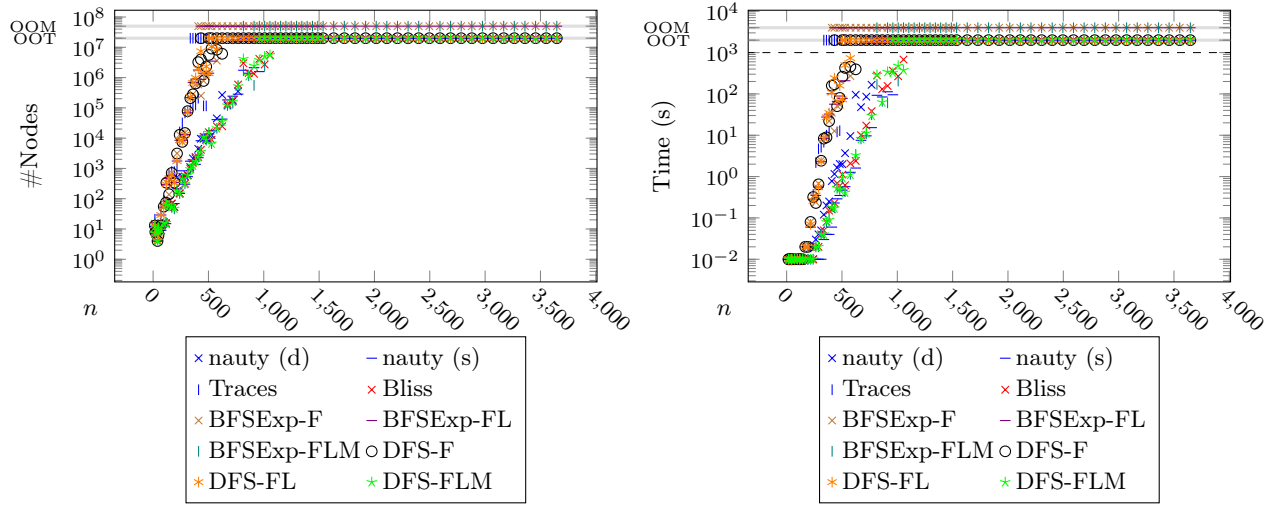 OOM
OOT
10^8
10^7
10^6
10^5
10^4
10^3
10^2
10^1
10^0
#Nodes
n
0
500
1,000
1,500
2,000
2,500
3,000
3,500
4,000
nauty (d)
nauty (s)
Traces
Bliss
BFSExp-F
BFSExp-FL
BFSExp-FLM
DFS-F
DFS-FL
DFS-FLM
OOM
OOT
10^4
10^3
10^2
10^1
10^0
10^−1
10^−2
Time (s)
n
0
500
1,000
1,500
2,000
2,500
3,000
3,500
4,000
nauty (d)
nauty (s)
Traces
Bliss
BFSExp-F
BFSExp-FL
BFSExp-FLM
DFS-F
DFS-FL
DFS-FLM